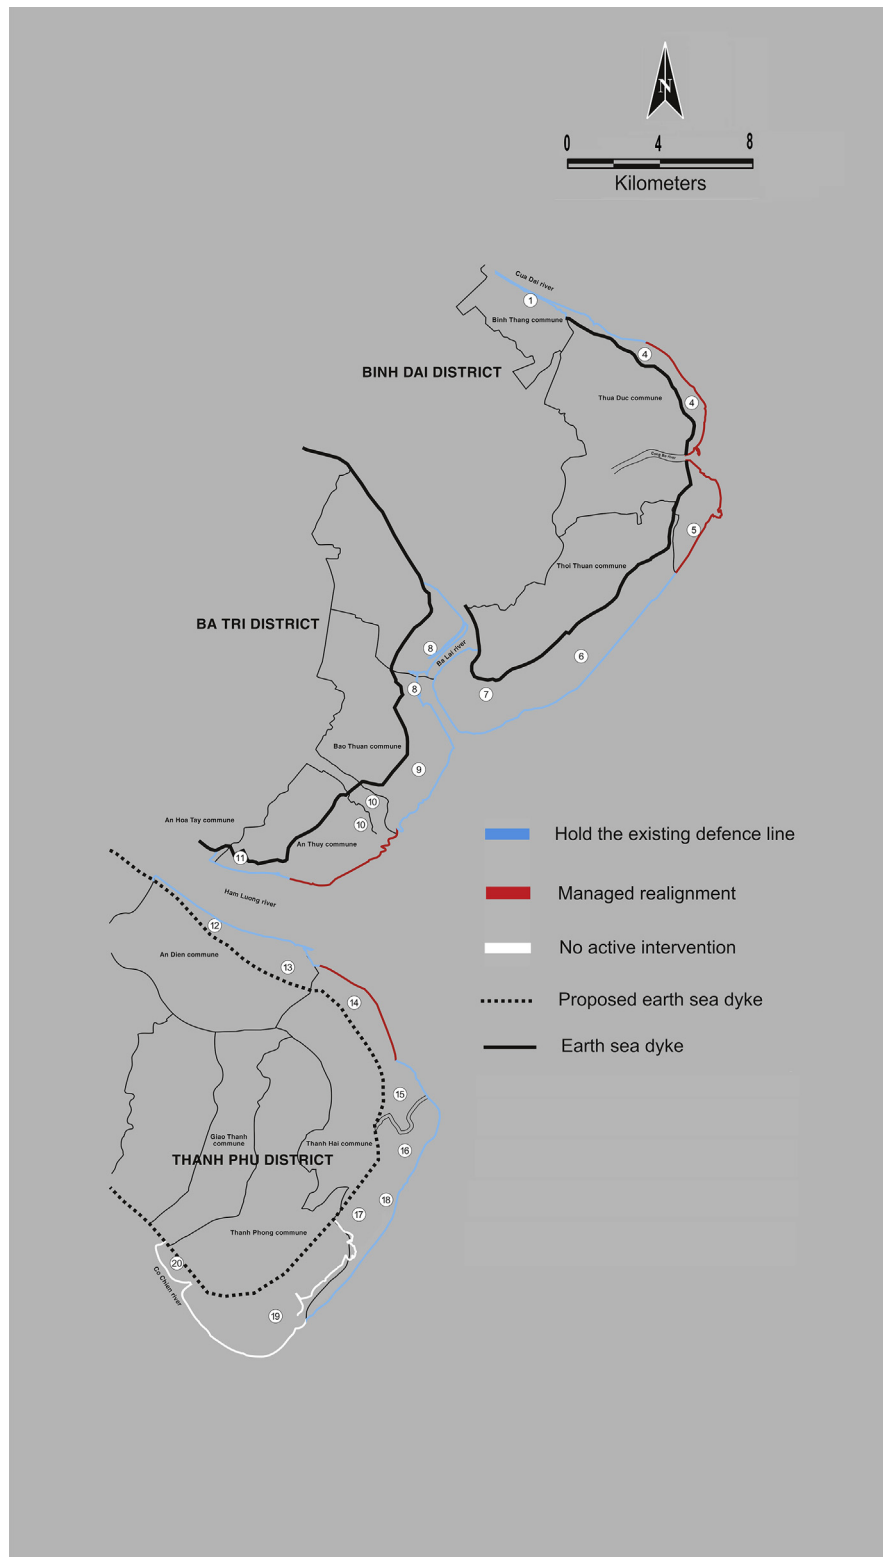 N
0 4 8
Kilometers
Cua Dai river
1
Binh Thang commune
4
BINH DAI DISTRICT
Thua Duc commune
4
5
Thoi Thuan commune
BA TRI DISTRICT
8
Ba Lai river
6
8
7
Bao Thuan commune
9
10
An Hoa Tay commune
10
An Thuy commune
11
Hold the existing defence line
Ham Luong river
Managed realignment
12
An Dien commune
No active intervention
13
14
Proposed earth sea dyke
Earth sea dyke
15
Giao Thanh
commune
Thanh Hai commune
16
THANH PHU DISTRICT
18
17
Thanh Phong commune
20
Co Chien river
19